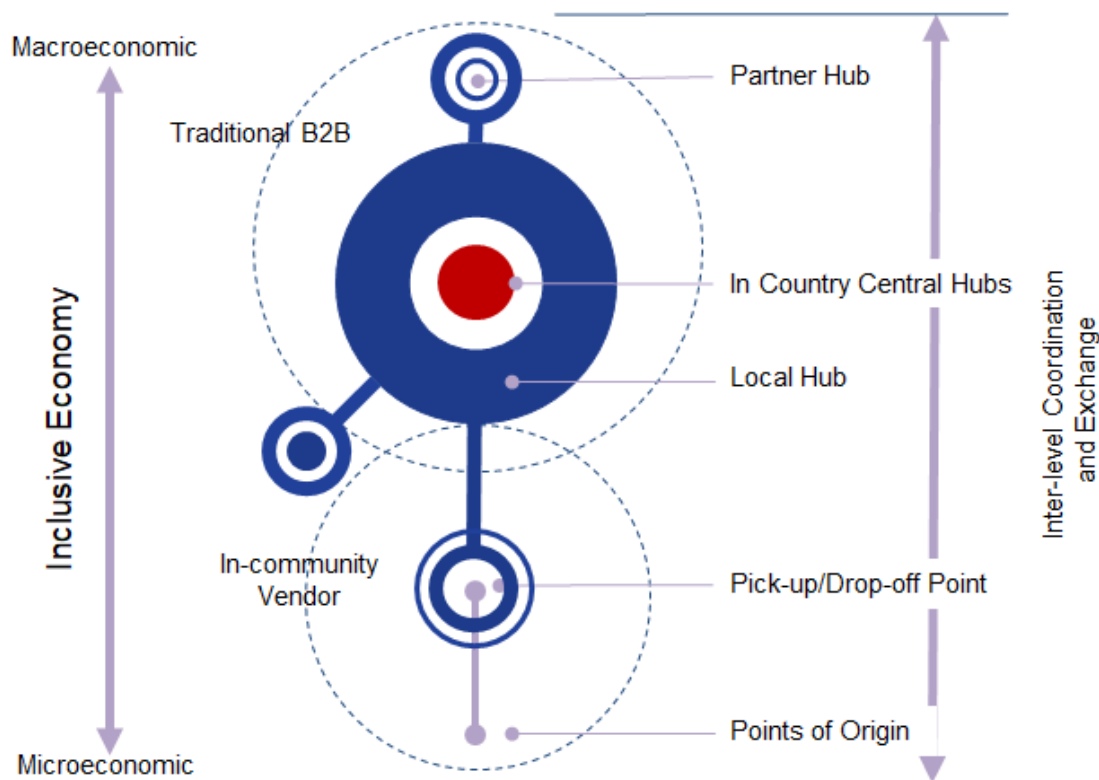 Macroeconomic
Partner Hub
Traditional B2B
In Country Central Hubs
Inclusive Economy
Inter-level Coordination
and Exchange
Local Hub
In-community
Vendor
Pick-up/Drop-off Point
Points of Origin
Microeconomic